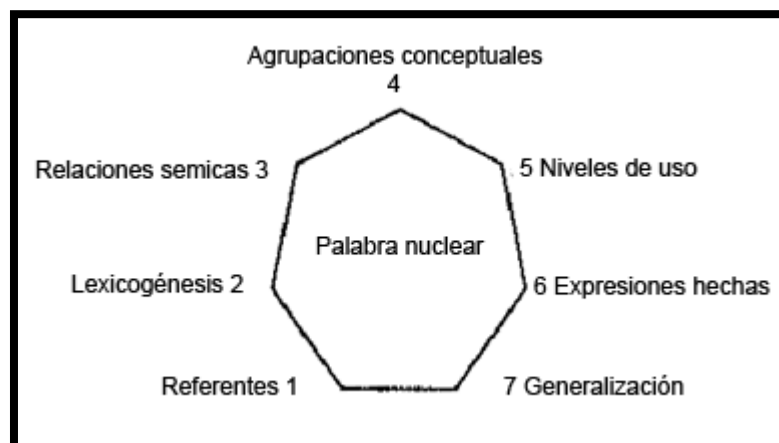 Agrupaciones conceptuales
4
Relaciones semicas 3
5 Niveles de uso
Palabra nuclear
Lexicogénesis 2
6 Expresiones hechas
Referentes 1
7 Generalización